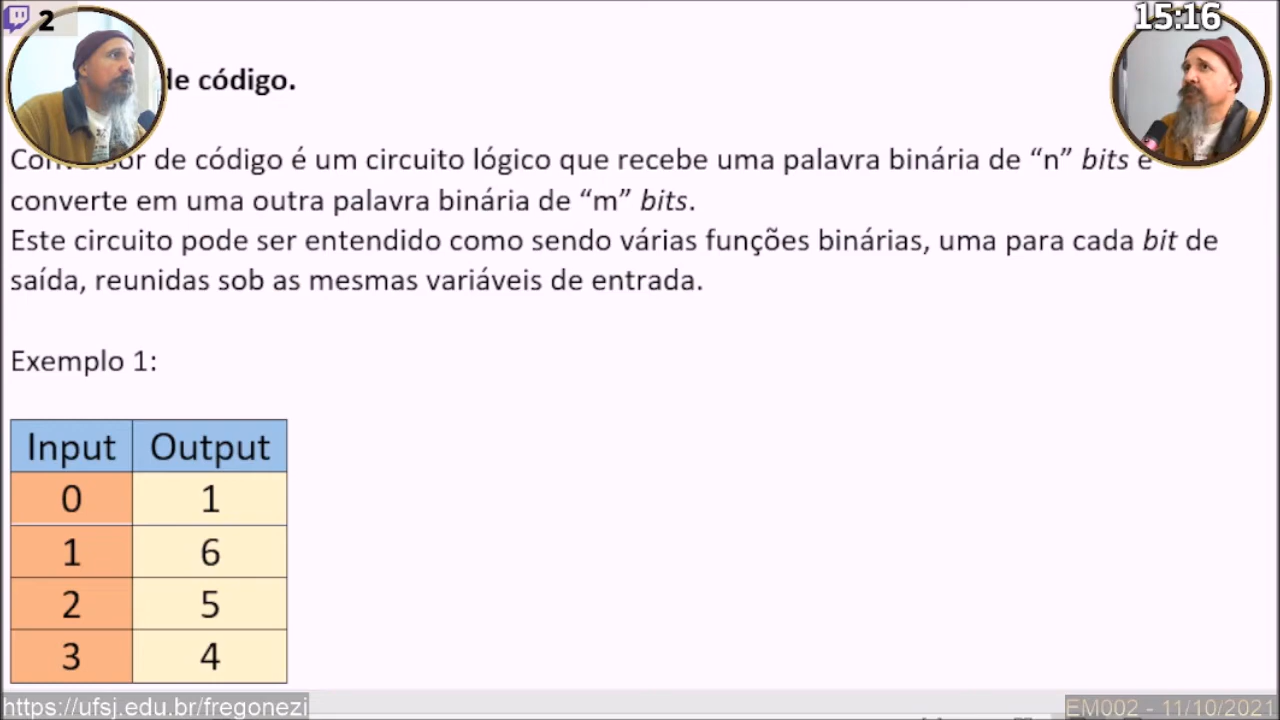 2
15:16
de código.
de código é um circuito lógico que recebe uma palavra binária de “n” bits e
converte em uma outra palavra binária de “m” bits.
Este circuito pode ser entendido como sendo várias funções binárias, uma para cada bit de
saída, reunidas sob as mesmas variáveis de entrada.
Exemplo 1:
Input Output
0 1
1 6
2 5
3 4
https://ufsj.edu.br/fregonezi
EM002 - 11/10/2021